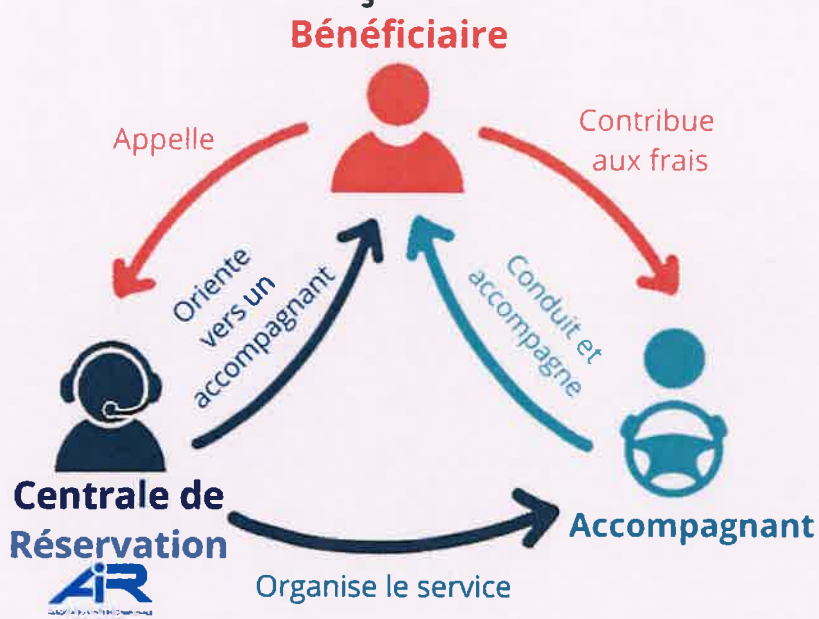 Bénéficiaire
Appelle
Contribue
aux frais
Oriente
vers un
accompagnant
Conduit et
accompagne
Centrale de
Réservation
Accompagnant
AiR
Organise le service